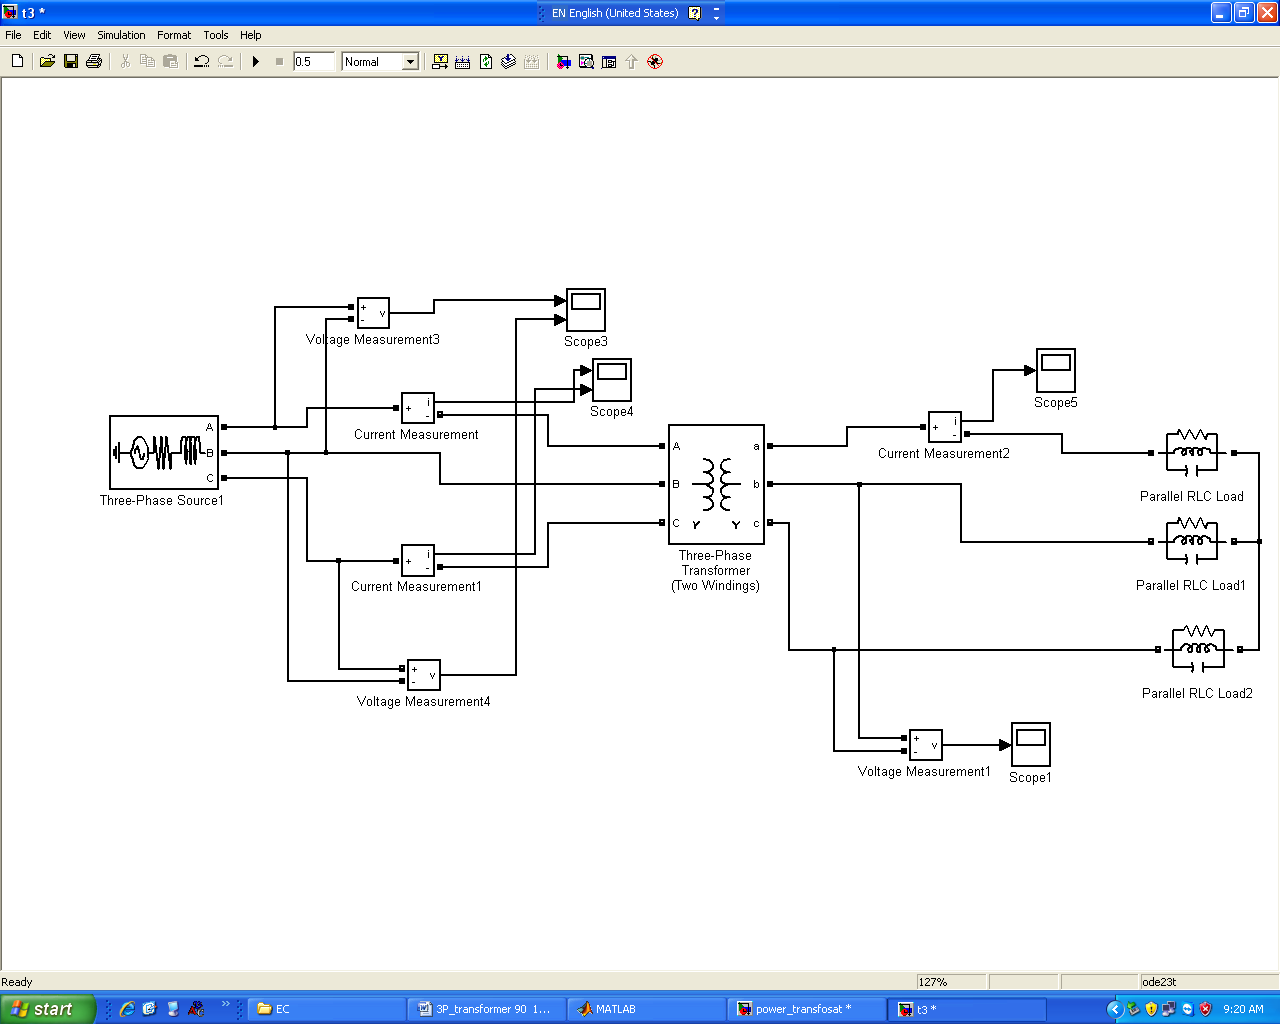 t3 *
EN English (United States)
File Edit View Simulation Format Tools Help
0.5 Normal
+ - v
Voltage Measurement3
Scope3
+ i -
Current Measurement
Scope4
A
B
C
Three-Phase Source1
+ i -
Current Measurement1
+ - v
Voltage Measurement4
A a
B b
C Y Y c
Three-Phase
Transformer
(Two Windings)
Scope5
+ i -
Current Measurement2
Parallel RLC Load
Parallel RLC Load1
Parallel RLC Load2
+ - v
Voltage Measurement1
Scope1
Ready 127% ode23t
start EC 3P_transformer 90 1... MATLAB power_transfosat * t3 * 9:20 AM